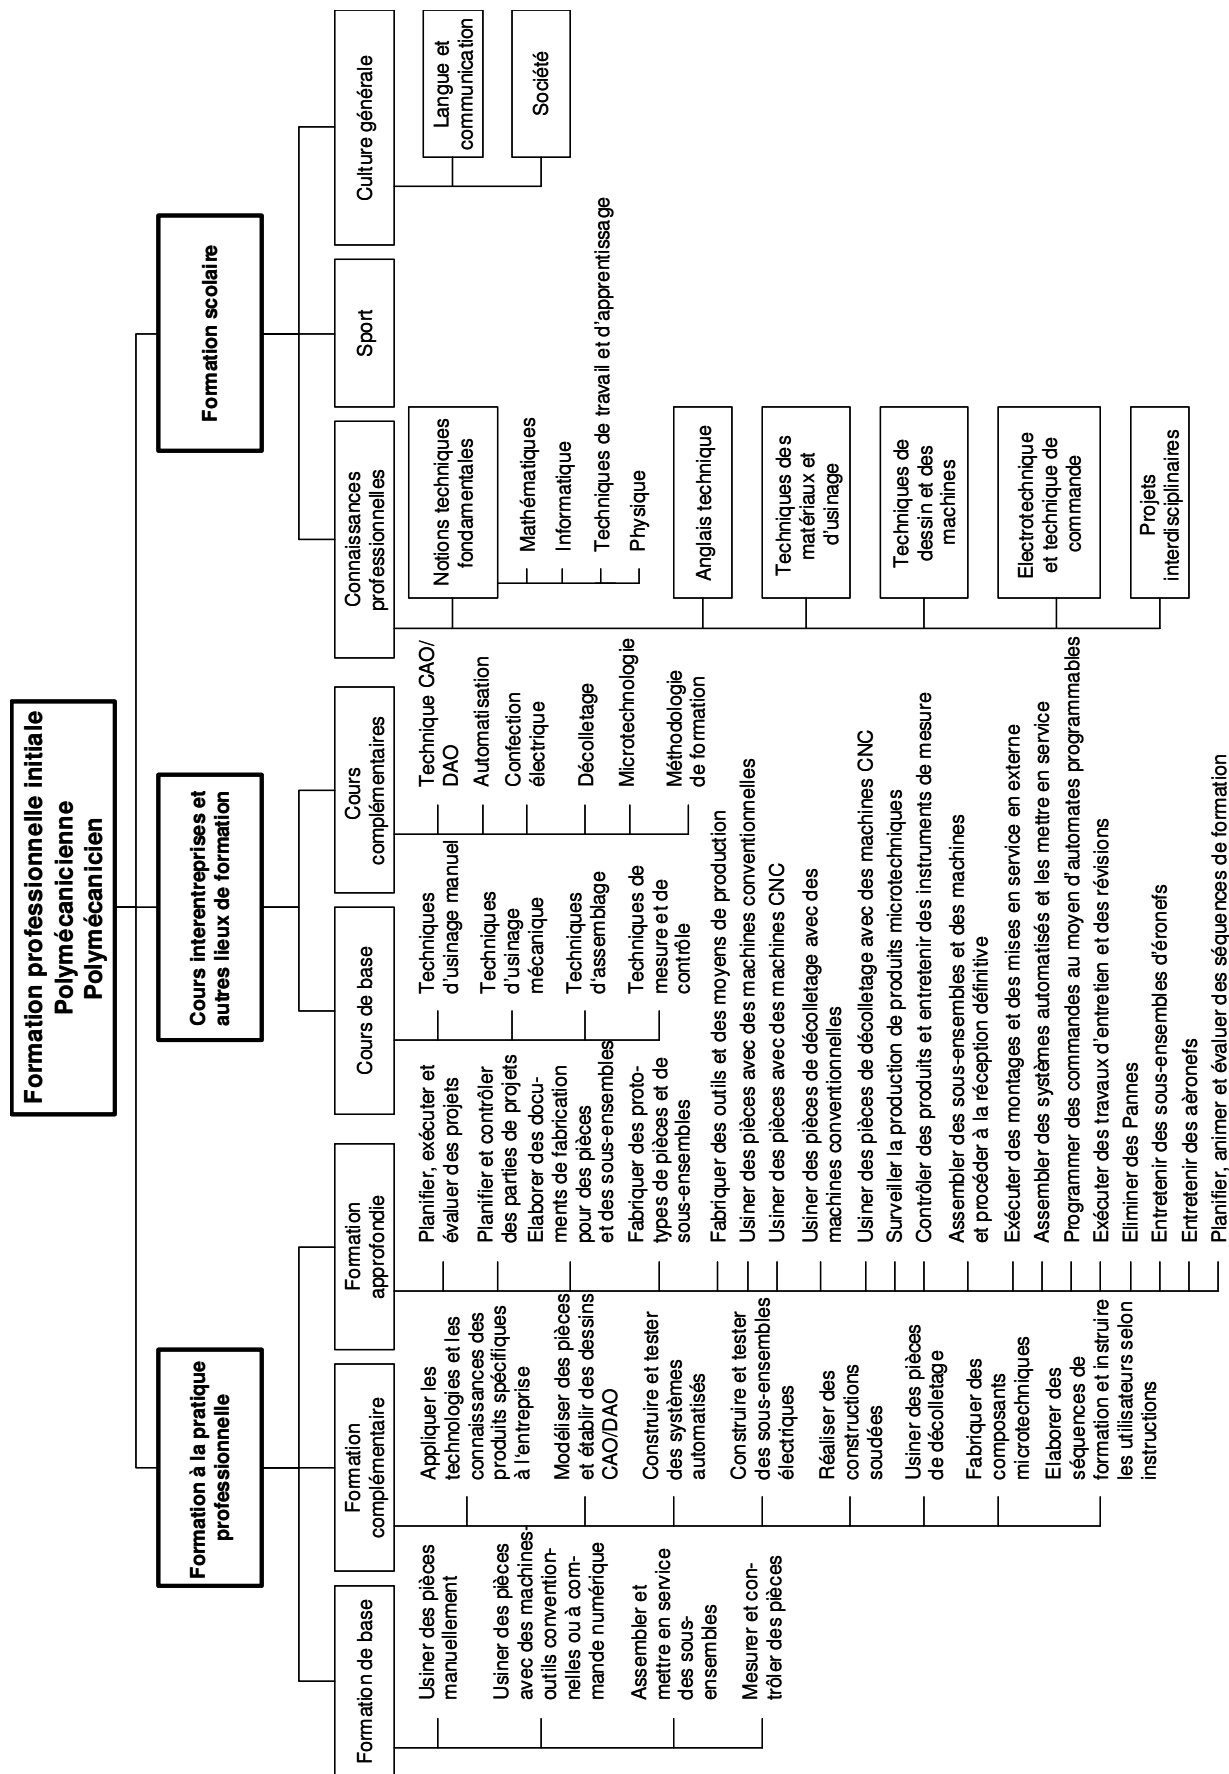 Formation professionnelle initiale
Polymécanicienne
Polymécanicien
Formation à la pratique
professionnelle
Formation de base
Usiner des pièces
manuellement
Usiner des pièces
avec des machines-
outils convention-
nelles ou à com-
mande numérique
Assembler et
mettre en service
des sous-
ensembles
Mesurer et con-
trôler des pièces
Formation
complémentaire
Appliquer les
technologies et les
connaissances des
produits spécifiques
à l'entreprise
Modéliser des pièces
et établir des dessins
CAO/DAO
Construire et tester
des systèmes
automatisés
Construire et tester
des sous-ensembles
électriques
Réaliser des
constructions
soudées
Usiner des pièces
de décolletage
Fabriquer des
composants
microtechniques
Elaborer des
séquences de
formation et instruire
les utilisateurs selon
instructions
Formation
approfondie
Planifier, exécuter et
évaluer des projets
Planifier et contrôler
des parties de projets
Elaborer des docu-
ments de fabrication
pour des pièces
et des sous-ensembles
Fabriquer des proto-
types de pièces et de
sous-ensembles
Fabriquer des outils et des moyens de production
Usiner des pièces avec des machines conventionnelles
Usiner des pièces avec des machines CNC
Usiner des pièces de décolletage avec des
machines conventionnelles
Usiner des pièces de décolletage avec des machines CNC
Surveiller la production de produits microtechniques
Contrôler des produits et entretenir des instruments de mesure
Assembler des sous-ensembles et des machines
et procéder à la réception définitive
Exécuter des montages et des mises en service en externe
Assembler des systèmes automatisés et les mettre en service
Programmer des commandes au moyen d'automates programmables
Exécuter des travaux d'entretien et des révisions
Eliminer des Pannes
Entretenir des sous-ensembles d'éronefs
Entretenir des aèronefs
Planifier, animer et évaluer des séquences de formation
Cours interentreprises et
autres lieux de formation
Cours de base
Techniques
d'usinage manuel
Techniques
d'usinage
mécanique
Techniques
d'assemblage
Techniques de
mesure et de
contrôle
Cours
complémentaires
Technique CAO/
DAO
Automatisation
Confection
électrique
Décolletage
Microtechnologie
Méthodologie
de formation
Formation scolaire
Connaissances
professionnelles
Notions techniques
fondamentales
Mathématiques
Informatique
Techniques de travail et d'apprentissage
Physique
Anglais technique
Techniques des
matériaux et
d'usinage
Techniques de
dessin et des
machines
Electrotechnique
et technique de
commande
Projets
interdisciplinaires
Sport
Culture générale
Langue et
communication
Société